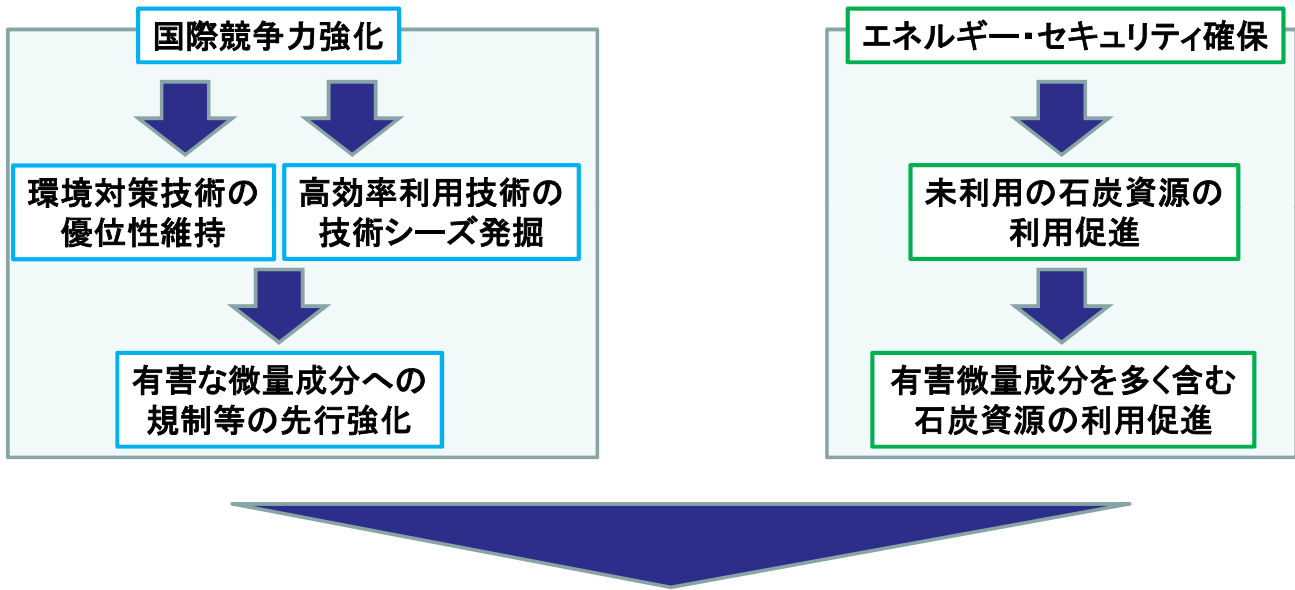 国際競争力強化
環境対策技術の
優位性維持
高効率利用技術の
技術シーズ発掘
有害な微量成分への
規制等の先行強化
エネルギー・セキュリティ確保
未利用の石炭資源の
利用促進
有害微量成分を多く含む
石炭資源の利用促進